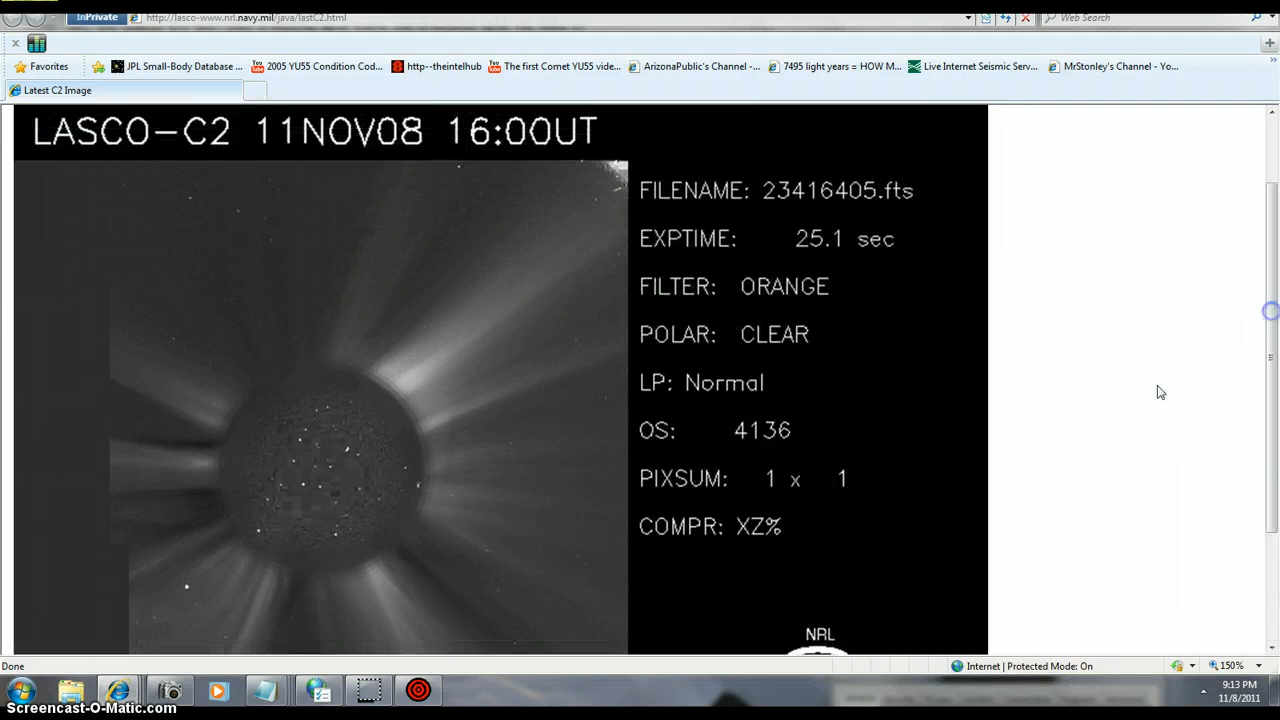 InPrivate http://lasco-www.nrl.navy.mil/java/lastC2.html Web Search
Favorites JPL Small-Body Database ... 2005 YU55 Condition Cod... http--theintelhub The first Comet YU55 vide... ArizonaPublic's Channel -... 7495 light years = HOW M... Live Internet Seismic Serv... MrStonley's Channel - Yo...
Latest C2 Image
LASCO-C2 11NOV08 16:00UT
FILENAME: 23416405.fts
EXPTIME: 25.1 sec
FILTER: ORANGE
POLAR: CLEAR
LP: Normal
OS: 4136
PIXSUM: 1 x 1
COMPR: XZ%
NRL
Done Internet | Protected Mode: On 150%
9:13 PM
11/8/2011
Screencast-O-Matic.com